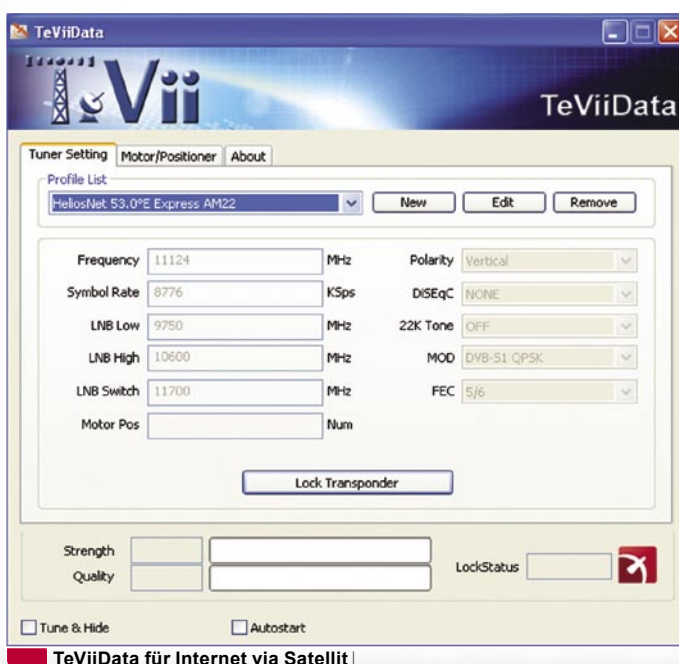 TeViiData
TeVii
TeViiData
Tuner Setting Motor/Positioner About
Profile List
HeliosNet 53.0°E Express AM22 New Edit Remove
Frequency 11124 MHz Polarity Vertical
Symbol Rate 8776 KSps DiSEqC NONE
LNB Low 9750 MHz 22K Tone OFF
LNB High 10600 MHz MOD DVB-S1 QPSK
LNB Switch 11700 MHz FEC 5/6
Motor Pos Num
Lock Transponder
Strength
Quality
LockStatus
Tune & Hide Autostart
TeViiData für Internet via Satellit